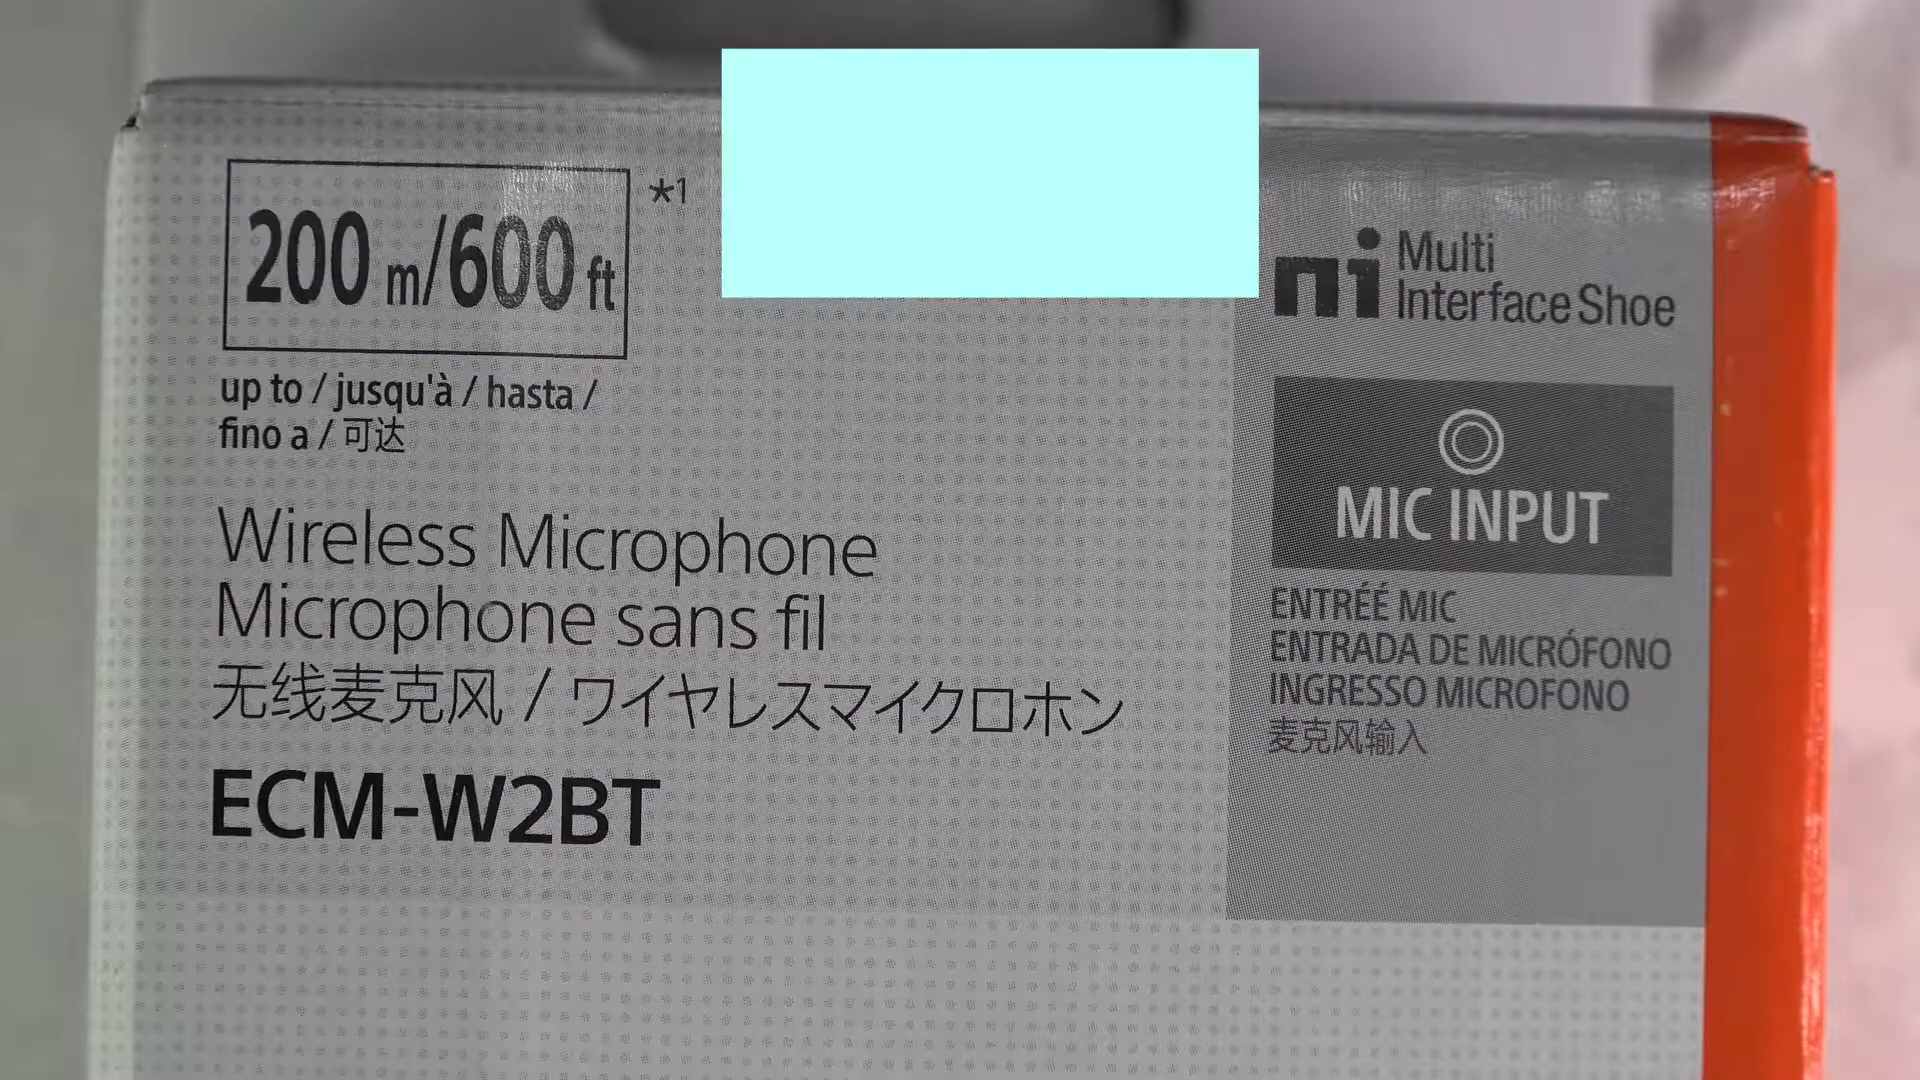 200 m/600 ft *1
up to / jusqu'à / hasta /
fino a / 可达
Wireless Microphone
Microphone sans fil
无线麦克风 / ワイヤレスマイクロホン
ECM-W2BT
Multi
Interface Shoe
MIC INPUT
ENTRÉÉ MIC
ENTRADA DE MICRÓFONO
INGRESSO MICROFONO
麦克风输入